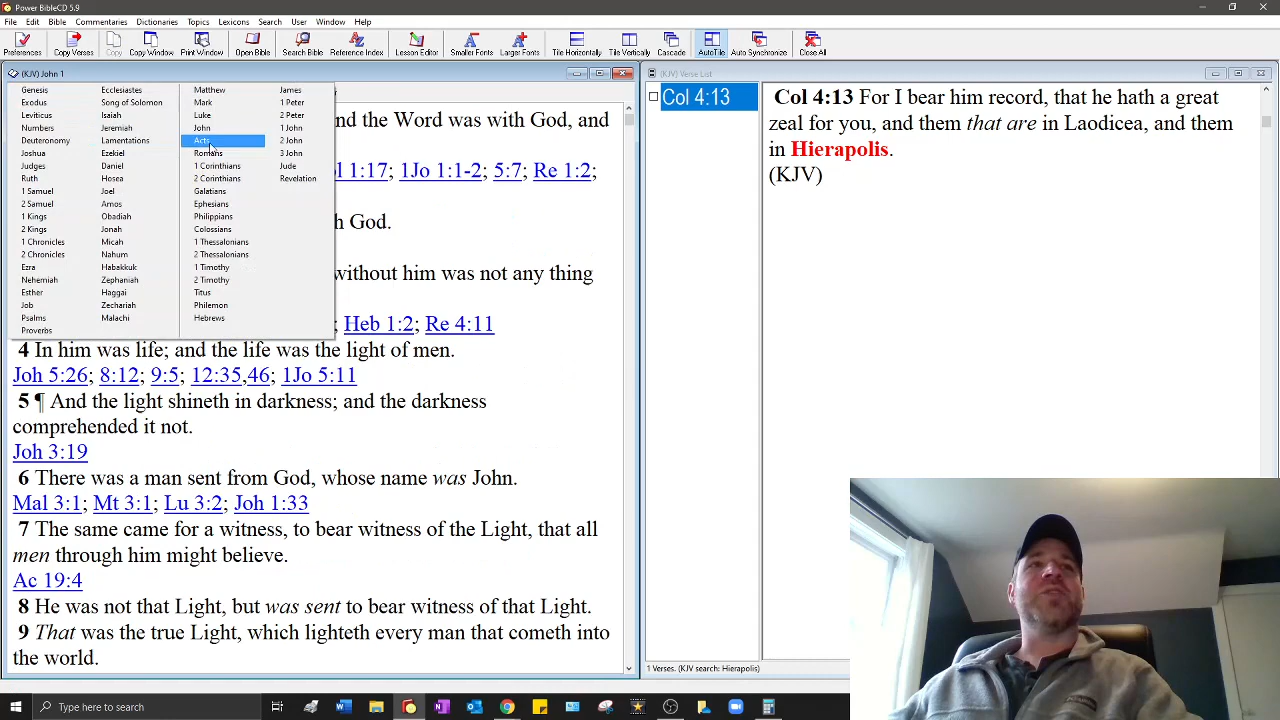 Power BibleCD 5.9
File Edit Bible Commentaries Dictionaries Topics Lexicons Search User Window Help
Preferences Copy Verses Copy Copy Window Print Window Open Bible Search Bible Reference Index Lesson Editor Smaller Fonts Larger Fonts Tile Horizontally Tile Vertically Cascade AutoTile Auto Synchronize Close All
(KJV) John 1
Genesis Ecclesiastes Matthew James
Exodus Song of Solomon Mark 1 Peter
Leviticus Isaiah Luke 2 Peter
Numbers Jeremiah John 1 John
Deuteronomy Lamentations Acts 2 John
Joshua Ezekiel Romans 3 John
Judges Daniel 1 Corinthians Jude
Ruth Hosea 2 Corinthians Revelation
1 Samuel Joel Galatians
2 Samuel Amos Ephesians
1 Kings Obadiah Philippians
2 Kings Jonah Colossians
1 Chronicles Micah 1 Thessalonians
2 Chronicles Nahum 2 Thessalonians
Ezra Habakkuk 1 Timothy
Nehemiah Zephaniah 2 Timothy
Esther Haggai Titus
Job Zechariah Philemon
Psalms Malachi Hebrews
Proverbs
nd the Word was with God, and
ol 1:17; 1Jo 1:1-2; 5:7; Re 1:2;
h God.
without him was not any thing
; Heb 1:2; Re 4:11
4 In him was life; and the life was the light of men.
Joh 5:26; 8:12; 9:5; 12:35,46; 1Jo 5:11
5 ¶ And the light shineth in darkness; and the darkness
comprehended it not.
Joh 3:19
6 There was a man sent from God, whose name was John.
Mal 3:1; Mt 3:1; Lu 3:2; Joh 1:33
7 The same came for a witness, to bear witness of the Light, that all
men through him might believe.
Ac 19:4
8 He was not that Light, but was sent to bear witness of that Light.
9 That was the true Light, which lighteth every man that cometh into
the world.
(KJV) Verse List
Col 4:13
Col 4:13 For I bear him record, that he hath a great
zeal for you, and them that are in Laodicea, and them
in Hierapolis.
(KJV)
1 Verses. (KJV search: Hierapolis)
Type here to search